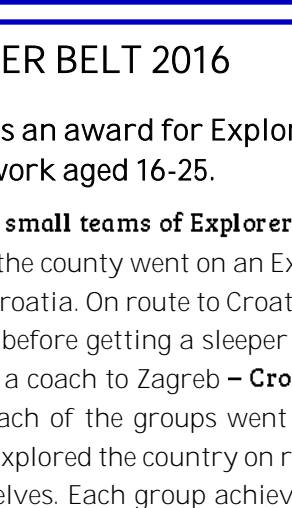 ER BELT 2016
s an award for Explor
work aged 16-25.
small teams of Explorer
the county went on an Ex
roatia. On route to Croat
before getting a sleeper
a coach to Zagreb – Cro
ach of the groups went
xplored the country on r
elves. Each group achiev